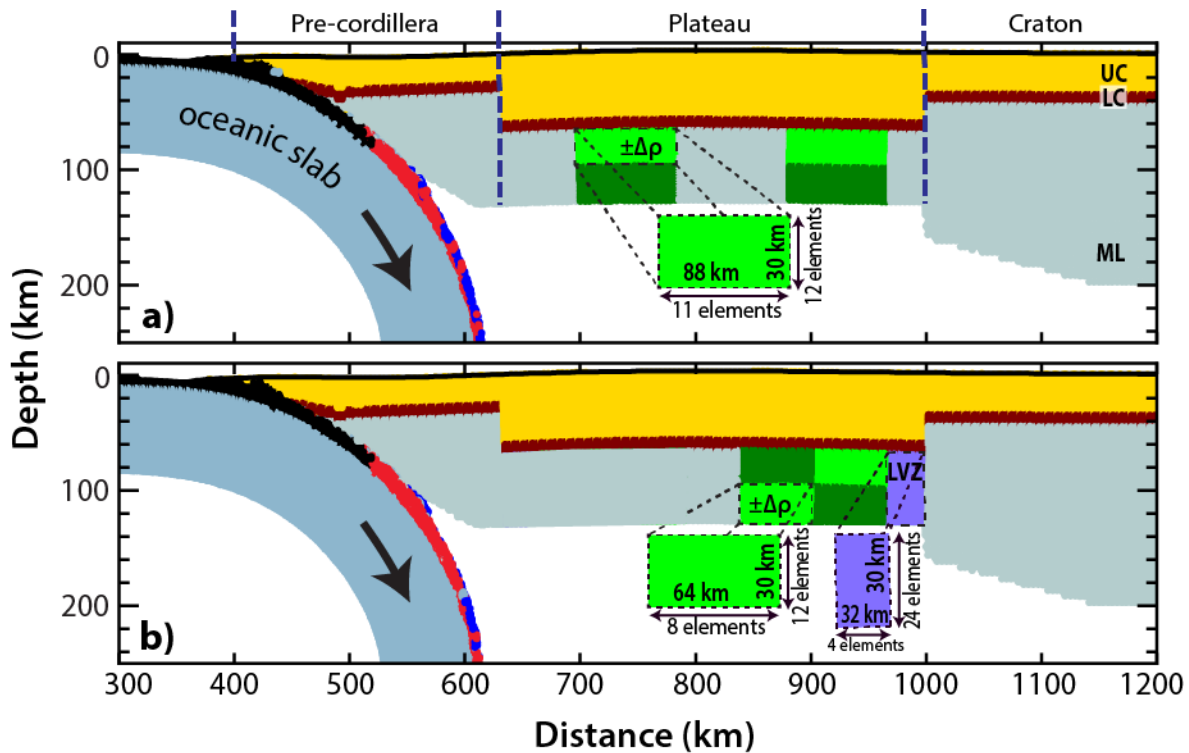 Pre-cordillera Plateau Craton
0
100
200
a)
oceanic slab
±Δρ
88 km
30 km
11 elements
12 elements
UC
LC
ML
0
100
200
b)
±Δρ
64 km
30 km
8 elements
12 elements
LVZ
32 km
30 km
4 elements
24 elements
300 400 500 600 700 800 900 1000 1100 1200
Distance (km)
Depth (km)